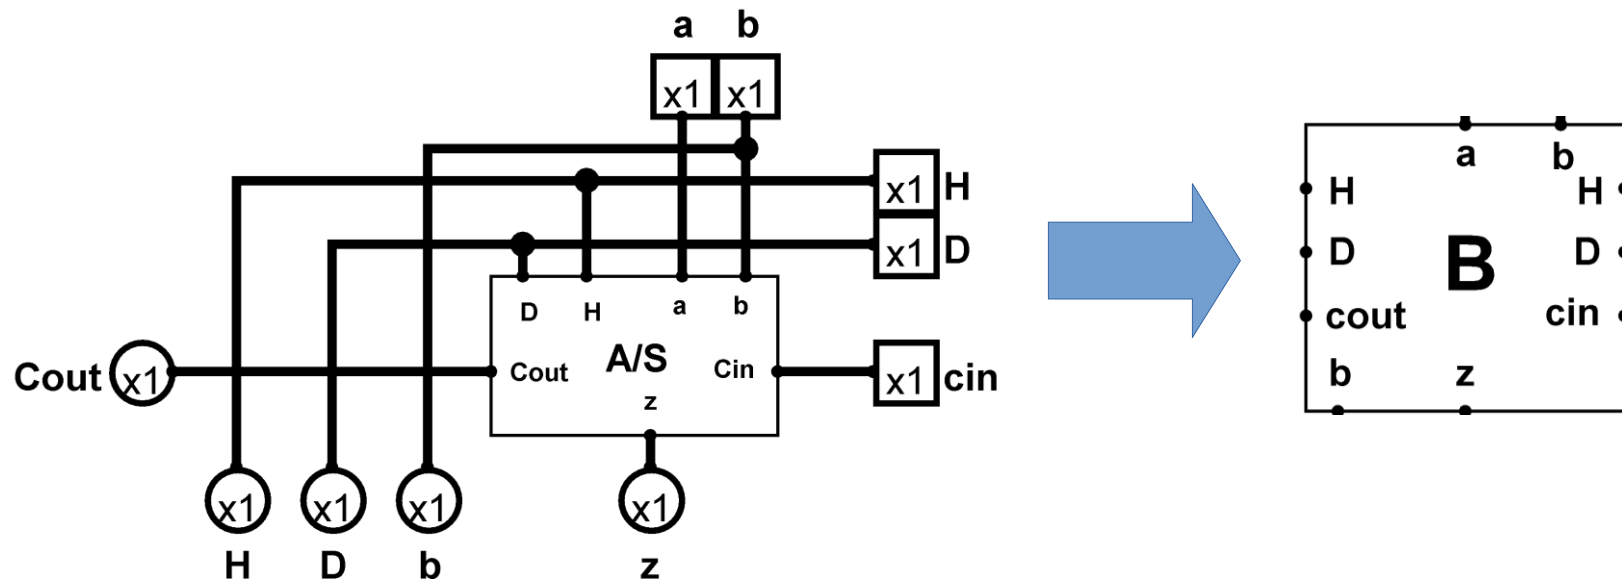 a b
x1 x1
x1 H
x1 D
D H a b
Cout x1 Cout A/S Cin x1 cin
z
x1 x1 x1 x1
H D b z
a b
H H
D B D
cout cin
b z